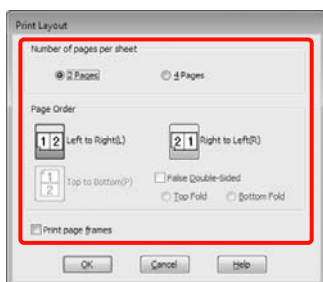 Print Layout
Number of pages per sheet
2 Pages 4 Pages
Page Order
1 2 Left to Right(L) 2 1 Right to Left(R)
1
2 Top to Bottom(P) False Double-Sided
Top Fold Bottom Fold
Print page frames
OK Cancel Help